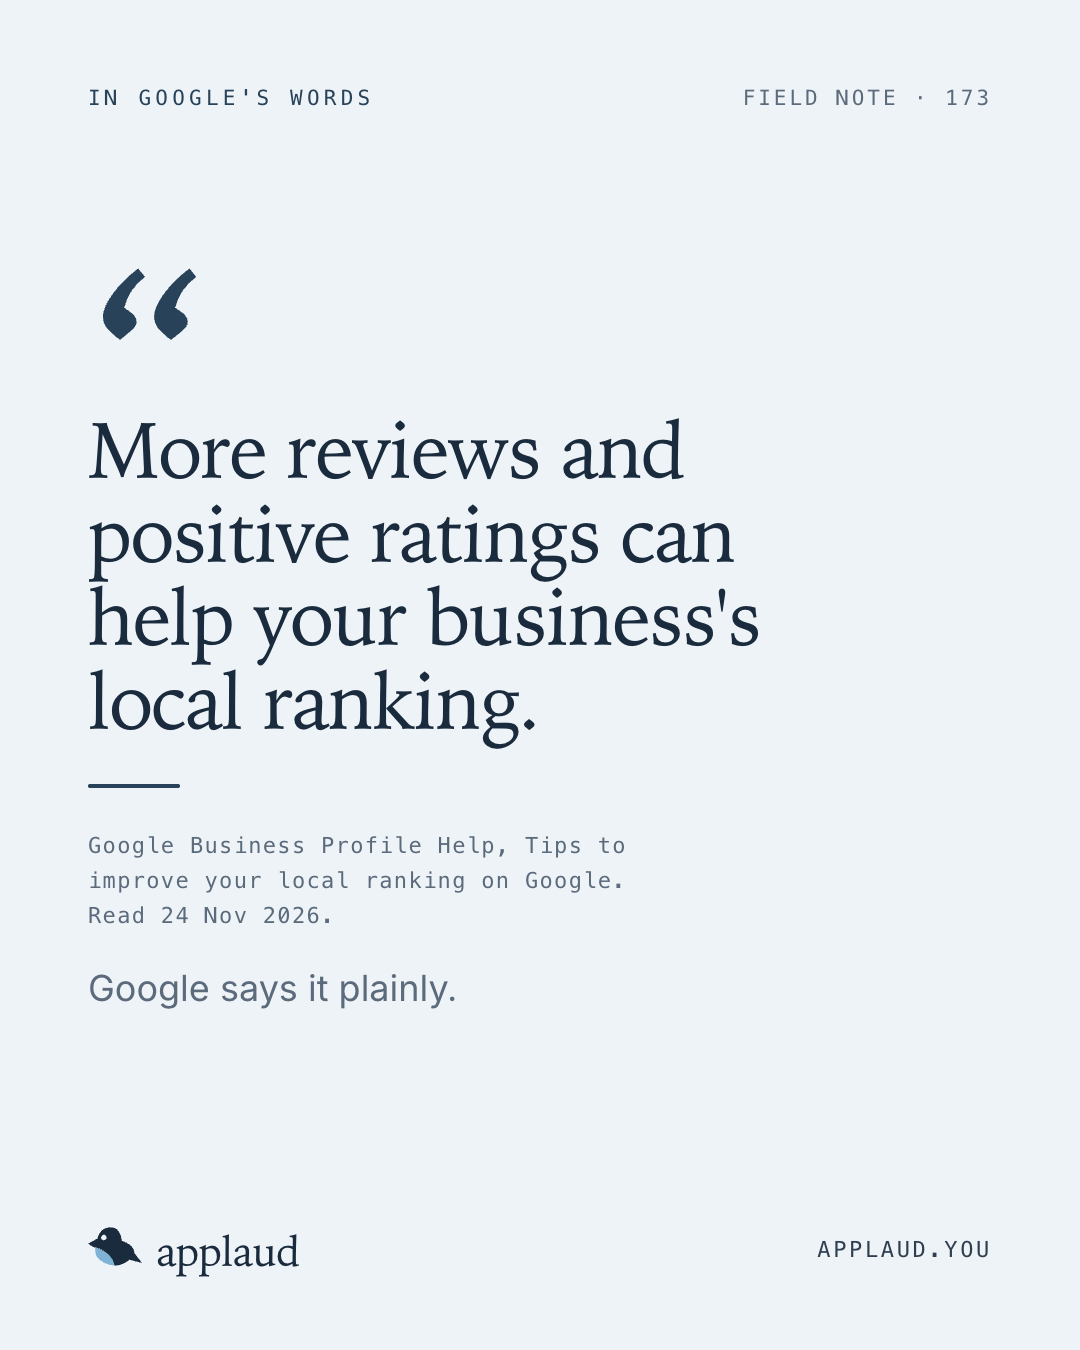 IN GOOGLE'S WORDS
FIELD NOTE · 173
“
More reviews and
positive ratings can
help your business's
local ranking.
Google Business Profile Help, Tips to
improve your local ranking on Google.
Read 24 Nov 2026.
Google says it plainly.
applaud
APPLAUD.YOU